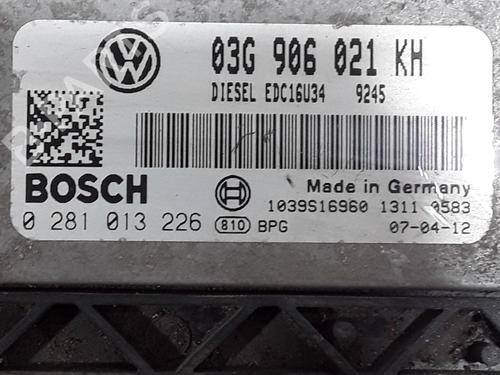 03G 906 021 KH
DIESEL EDC16U34 9245
BOSCH
Made in Germany
1039S16960 1311 0583
0 281 013 226 810 BPG 07-04-12